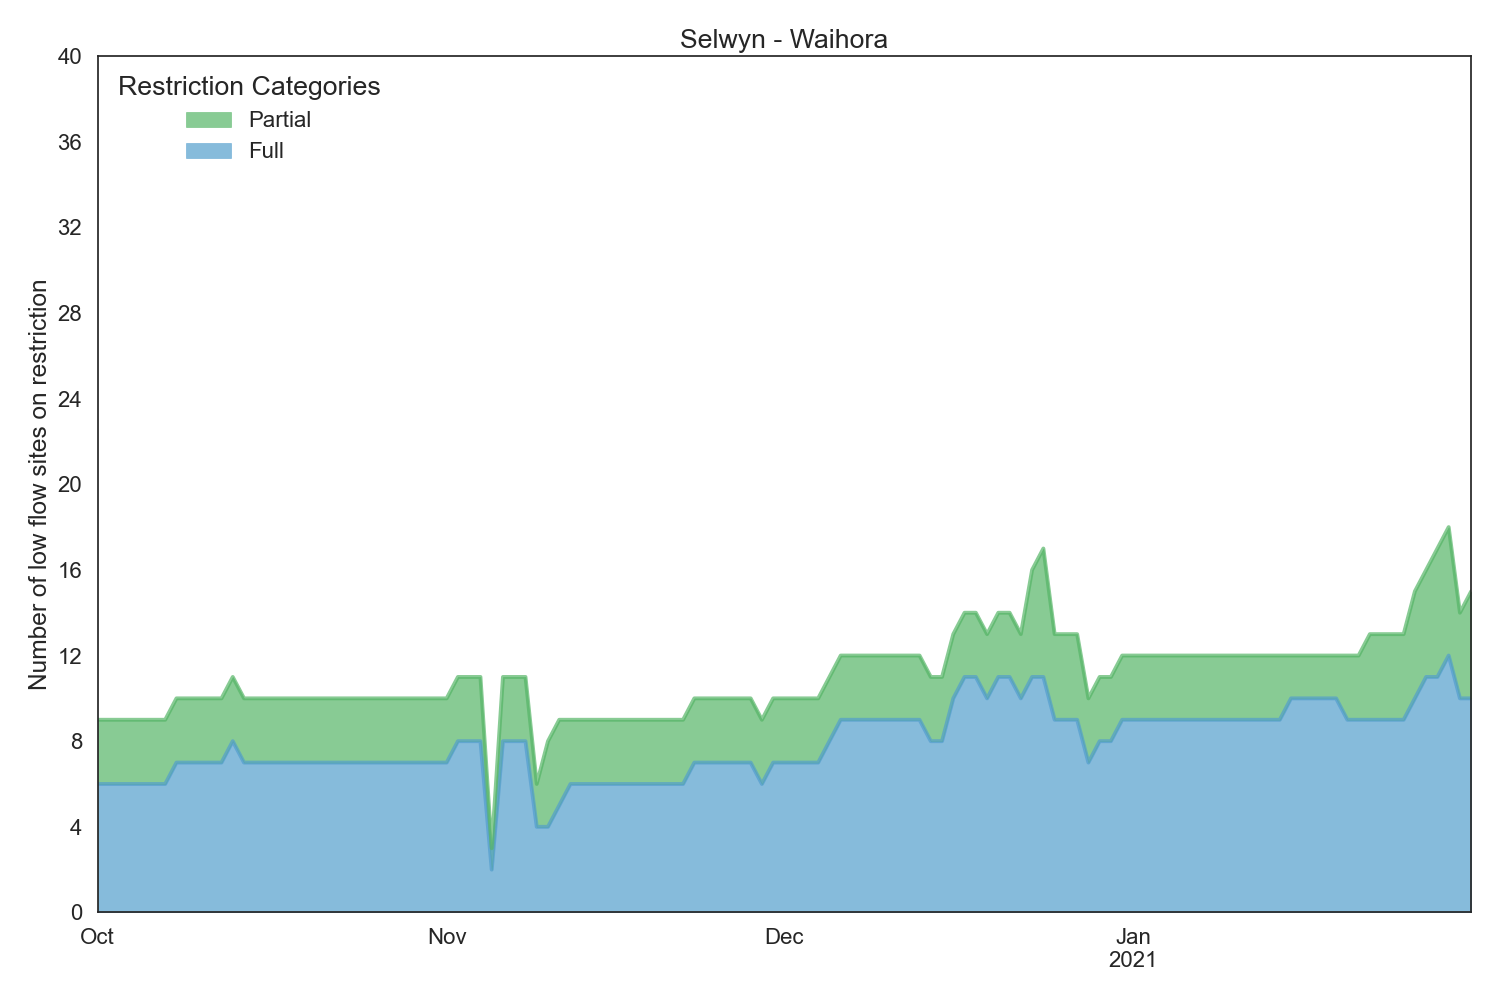 Selwyn - Waihora
Restriction Categories
Partial
Full
Number of low flow sites on restriction
40
36
32
28
24
20
16
12
8
4
0
Oct
Nov
Dec
Jan
2021